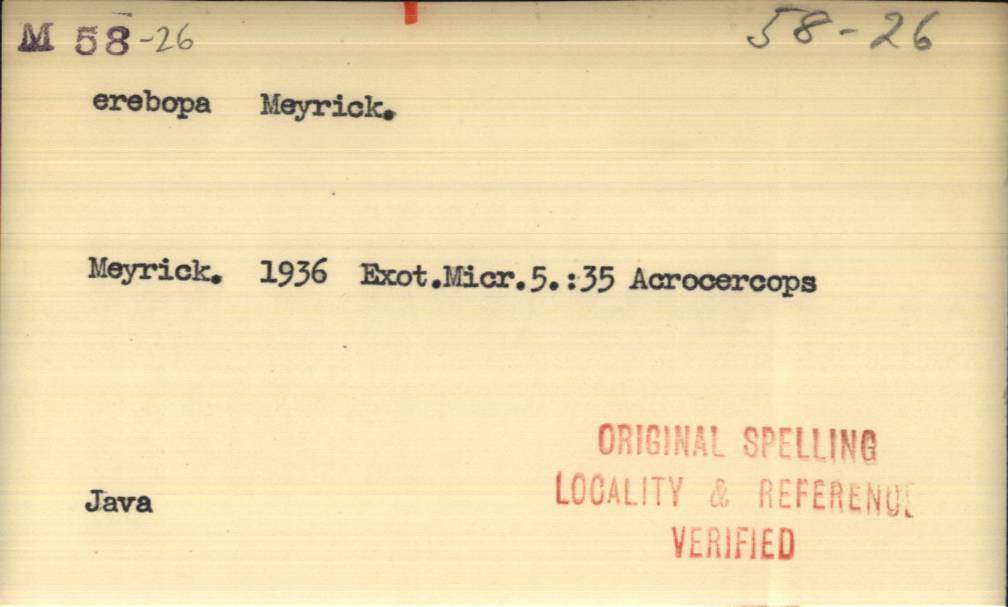 M 58-26 58-26
erebopa Meyrick.
Meyrick. 1936 Exot.Micr.5.:35 Acrocercops
ORIGINAL SPELLING
LOCALITY & REFERENCE
Java
VERIFIED